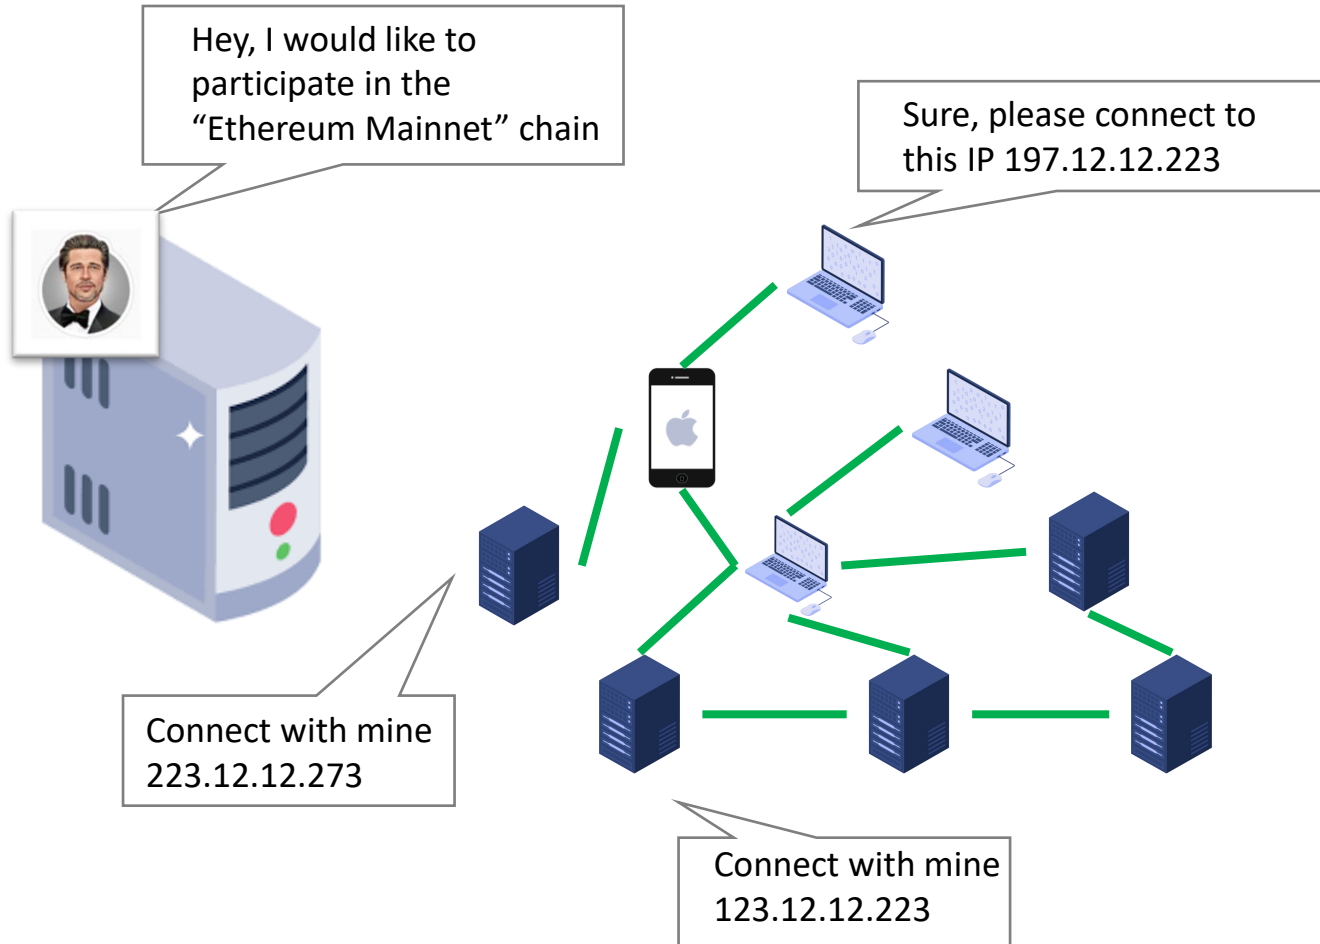 Hey, I would like to
participate in the
“Ethereum Mainnet” chain
Sure, please connect to
this IP 197.12.12.223
Connect with mine
223.12.12.273
Connect with mine
123.12.12.223